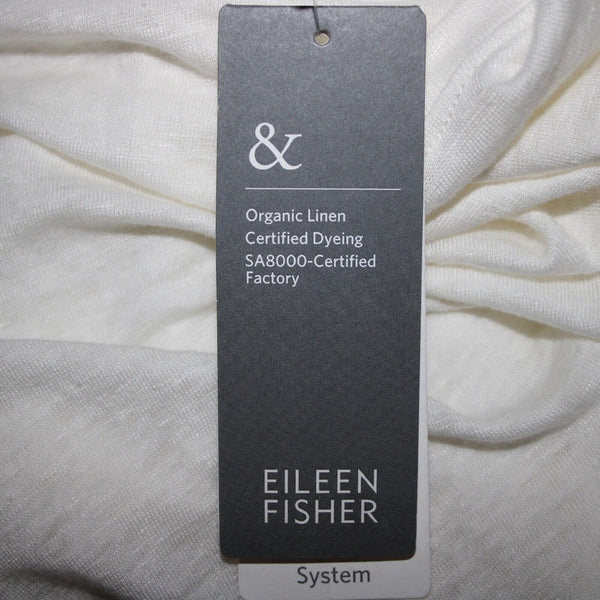 &
Organic Linen
Certified Dyeing
SA8000-Certified
Factory
EILEEN
FISHER
System